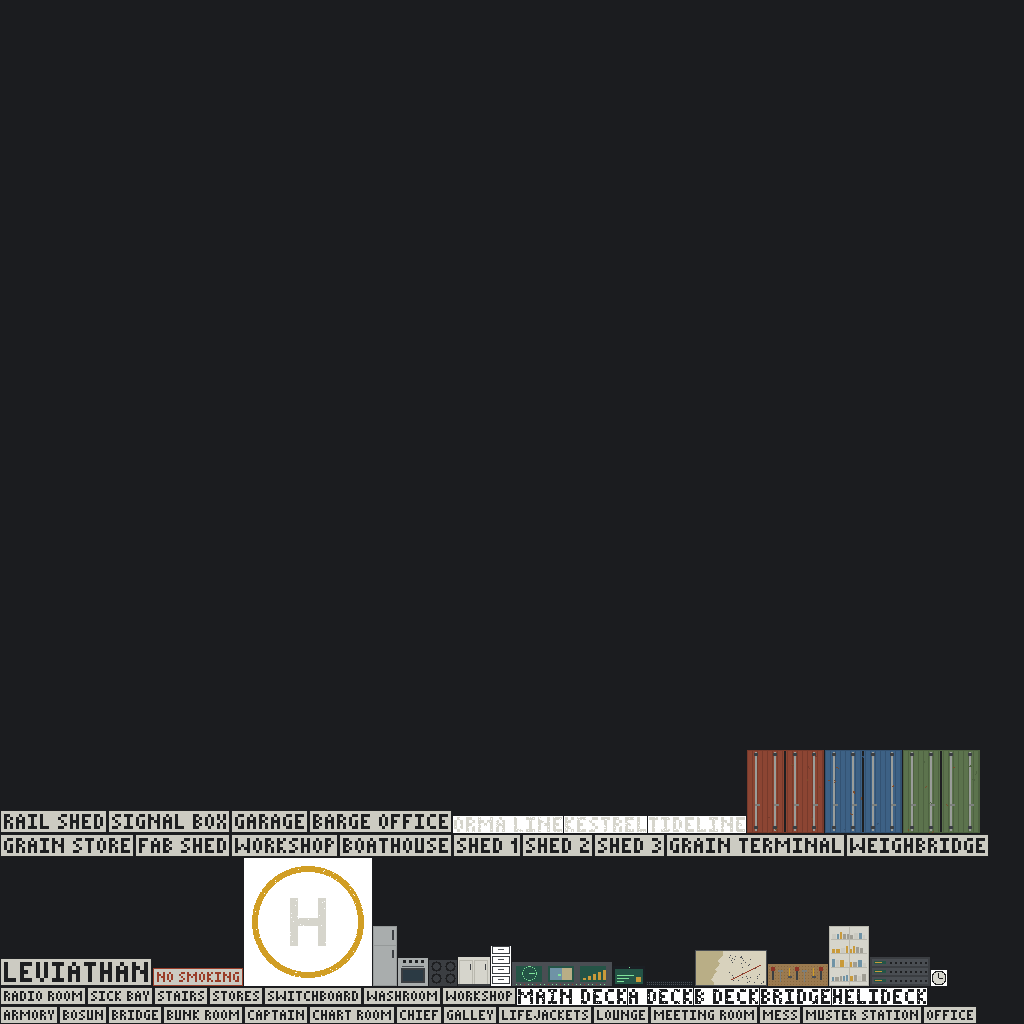 RAIL SHED SIGNAL BOX GARAGE BARGE OFFICE ORMA LINE KESTREL TIDELINE
GRAIN STORE FAB SHED WORKSHOP BOATHOUSE SHED 1 SHED 2 SHED 3 GRAIN TERMINAL WEIGHBRIDGE
H
LEVIATHAN NO SMOKING
RADIO ROOM SICK BAY STAIRS STORES SWITCHBOARD WASHROOM WORKSHOP MAIN DECK A DECK B DECK BRIDGE HELIDECK
ARMORY BOSUN BRIDGE BUNK ROOM CAPTAIN CHART ROOM CHIEF GALLEY LIFEJACKETS LOUNGE MEETING ROOM MESS MUSTER STATION OFFICE